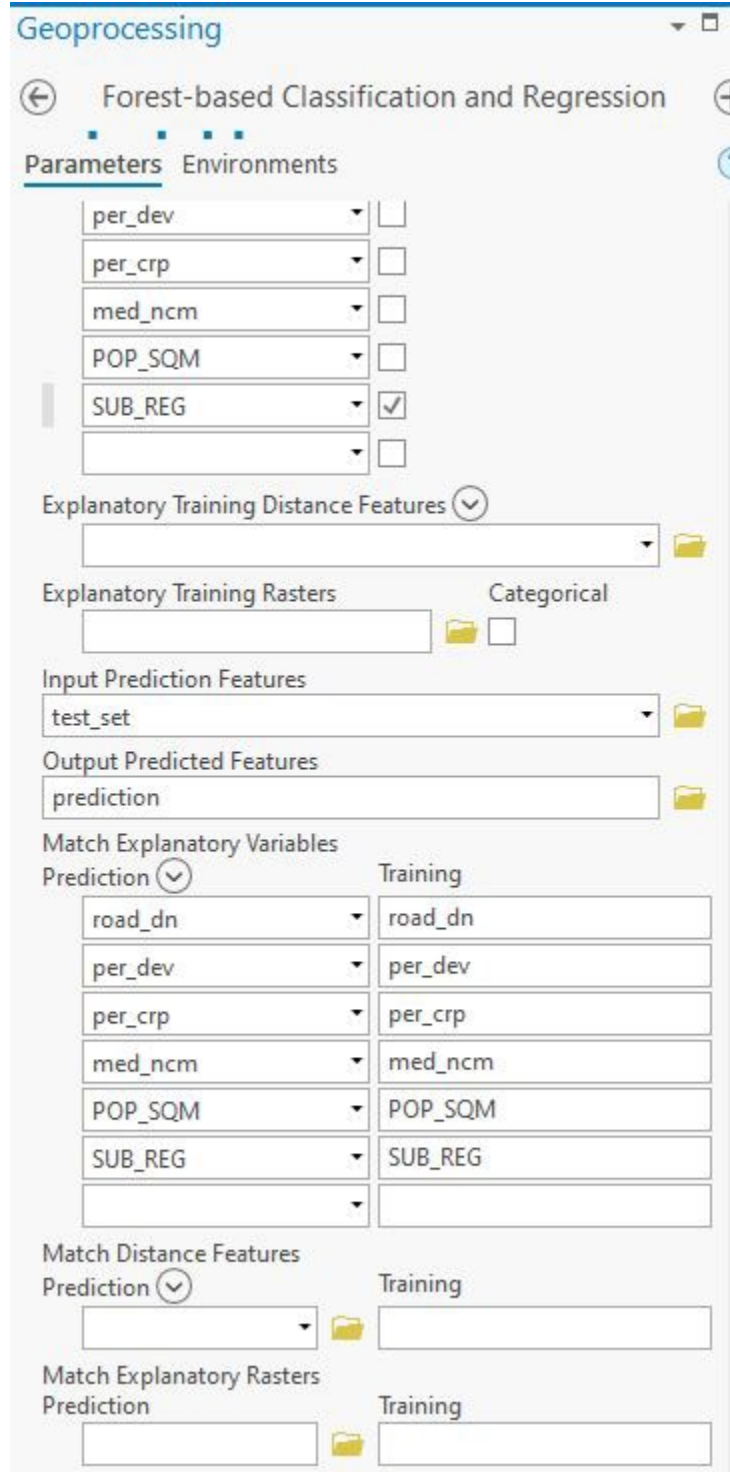 Geoprocessing
Forest-based Classification and Regression
Parameters Environments
per_dev
per_crp
med_ncm
POP_SQM
SUB_REG
Explanatory Training Distance Features
Explanatory Training Rasters Categorical
Input Prediction Features
test_set
Output Predicted Features
prediction
Match Explanatory Variables
Prediction Training
road_dn road_dn
per_dev per_dev
per_crp per_crp
med_ncm med_ncm
POP_SQM POP_SQM
SUB_REG SUB_REG
Match Distance Features
Prediction Training
Match Explanatory Rasters
Prediction Training